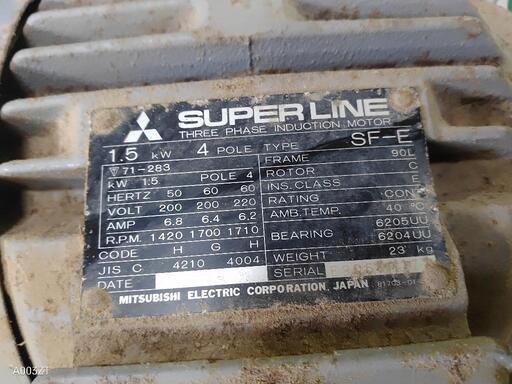 SUPER LINE
THREE PHASE INDUCTION MOTOR
1.5 kW 4 POLE TYPE SF-E
▽71-283 FRAME 90L
kW 1.5 POLE 4 ROTOR C
HERTZ 50 60 60 INS.CLASS E
VOLT 200 200 220 RATING CONT
AMP 6.8 6.4 6.2 AMB.TEMP. 40 °C
R.P.M. 1420 1700 1710 BEARING 6205UU
CODE H G H 6204UU
JIS C 4210 4004 WEIGHT 23 kg
DATE SERIAL
MITSUBISHI ELECTRIC CORPORATION, JAPAN 81703-01
A003ZT